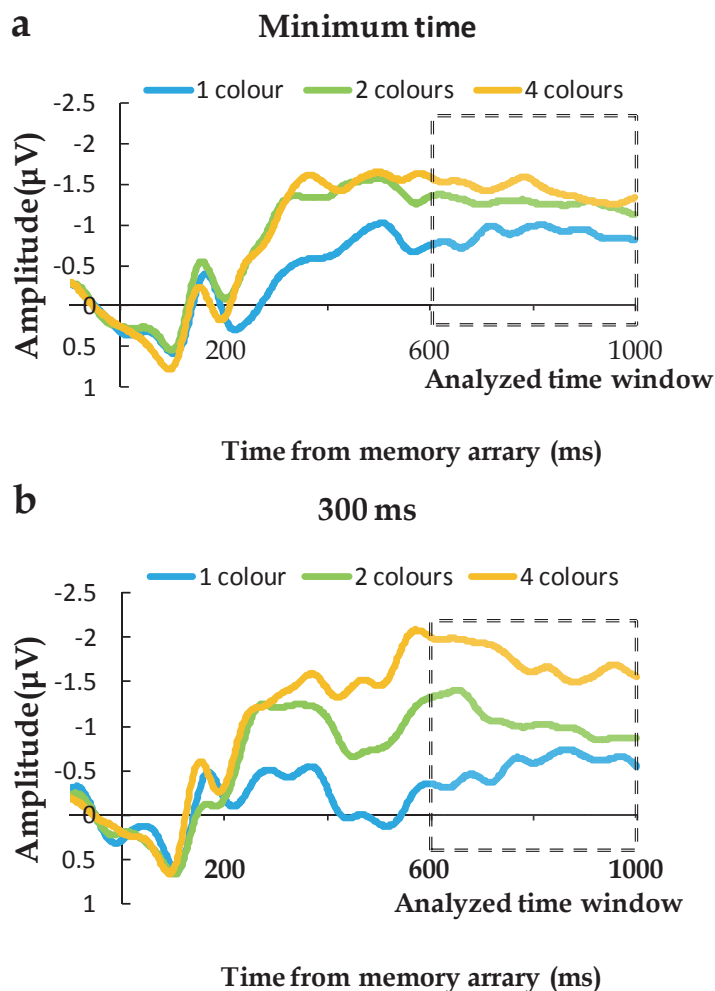 a
Minimum time
1 colour 2 colours 4 colours
-2.5
-2
-1.5
-1
-0.5
0
0.5
1
Amplitude(µV)
200 600 1000
Analyzed time window
Time from memory arrary (ms)
b
300 ms
1 colour 2 colours 4 colours
-2.5
-2
-1.5
-1
-0.5
0
0.5
1
Amplitude(µV)
200 600 1000
Analyzed time window
Time from memory arrary (ms)